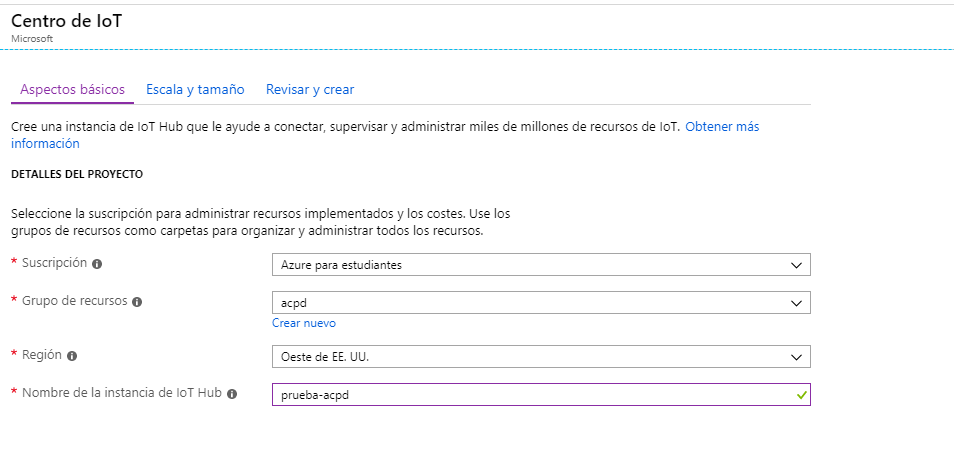 Centro de IoT
Microsoft
Aspectos básicos Escala y tamaño Revisar y crear
Cree una instancia de IoT Hub que le ayude a conectar, supervisar y administrar miles de millones de recursos de IoT. Obtener más
información
DETALLES DEL PROYECTO
Seleccione la suscripción para administrar recursos implementados y los costes. Use los
grupos de recursos como carpetas para organizar y administrar todos los recursos.
* Suscripción Azure para estudiantes
* Grupo de recursos acpd
Crear nuevo
* Región Oeste de EE. UU.
* Nombre de la instancia de IoT Hub prueba-acpd